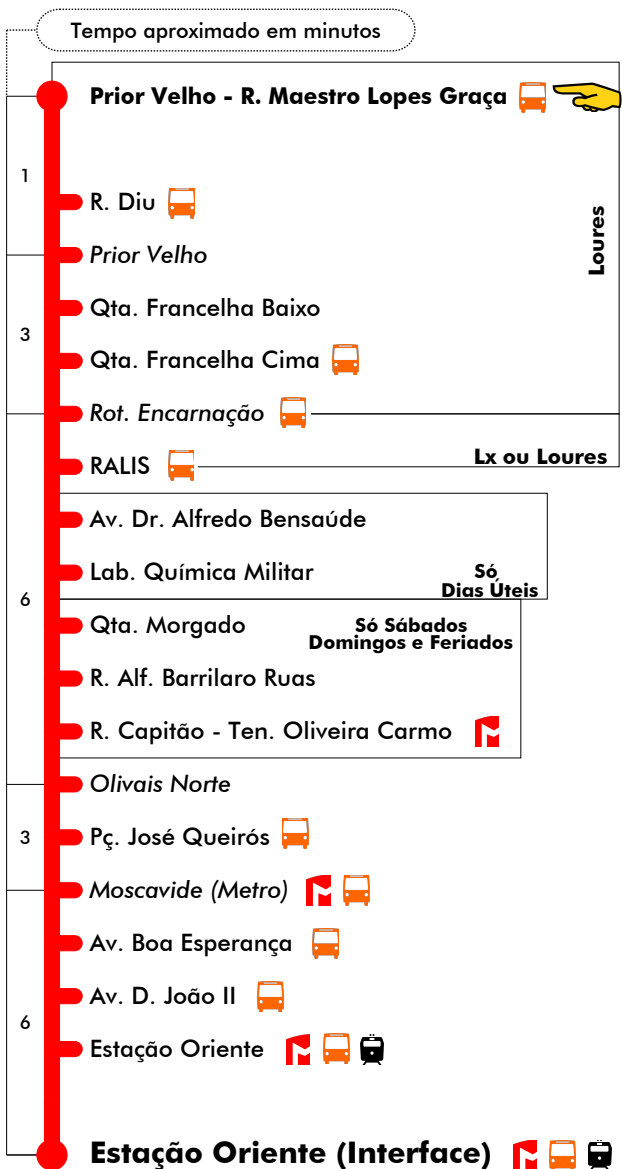 Tempo aproximado em minutos
Prior Velho - R. Maestro Lopes Graça
1
R. Diu
Loures
Prior Velho
Qta. Francelha Baixo
3
Qta. Francelha Cima
Rot. Encarnação
RALIS
Lx ou Loures
Av. Dr. Alfredo Bensaúde
Lab. Química Militar
Só
Dias Úteis
6
Qta. Morgado
Só Sábados
Domingos e Feriados
R. Alf. Barrilaro Ruas
R. Capitão - Ten. Oliveira Carmo
Olivais Norte
3
Pç. José Queirós
Moscavide (Metro)
Av. Boa Esperança
Av. D. João II
6
Estação Oriente
Estação Oriente (Interface)